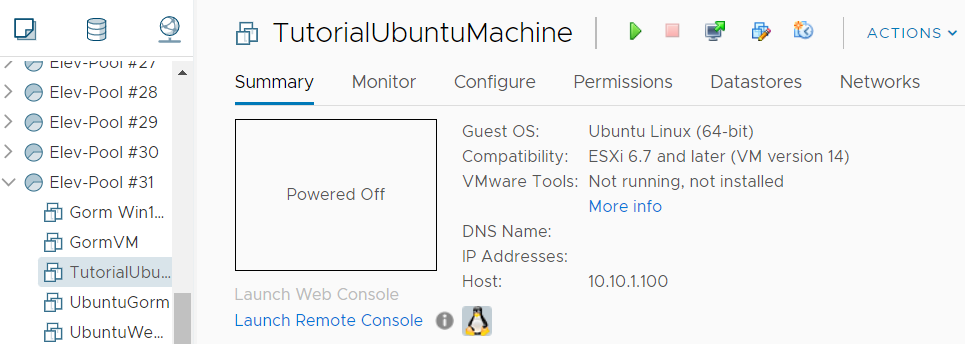 Elev-Pool #27
Elev-Pool #28
Elev-Pool #29
Elev-Pool #30
Elev-Pool #31
Gorm Win1...
GormVM
TutorialUbu...
UbuntuGorm
UbuntuWe...
TutorialUbuntuMachine
ACTIONS
Summary Monitor Configure Permissions Datastores Networks
Powered Off
Launch Web Console
Launch Remote Console
Guest OS: Ubuntu Linux (64-bit)
Compatibility: ESXi 6.7 and later (VM version 14)
VMware Tools: Not running, not installed
More info
DNS Name:
IP Addresses:
Host: 10.10.1.100